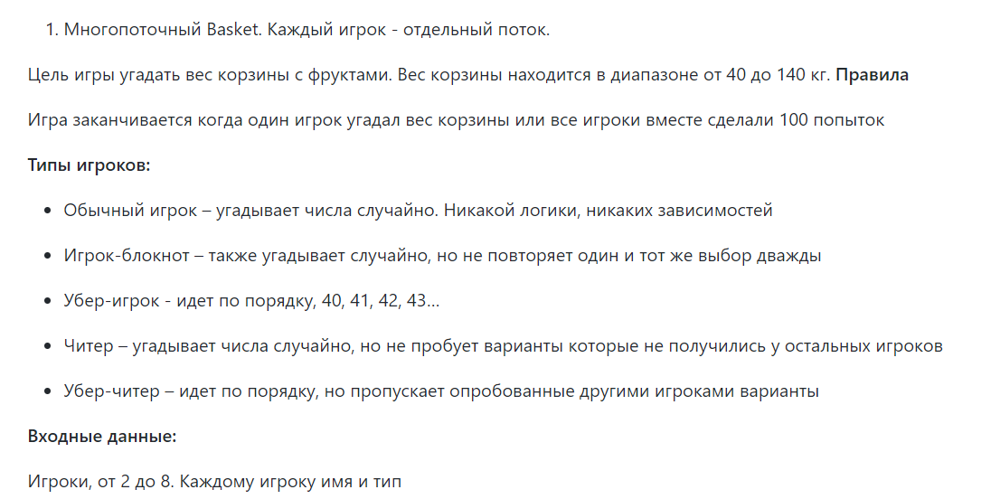 1. Многопоточный Basket. Каждый игрок - отдельный поток.
Цель игры угадать вес корзины с фруктами. Вес корзины находится в диапазоне от 40 до 140 кг. Правила
Игра заканчивается когда один игрок угадал вес корзины или все игроки вместе сделали 100 попыток
Типы игроков:
• Обычный игрок – угадывает числа случайно. Никакой логики, никаких зависимостей
• Игрок-блокнот – также угадывает случайно, но не повторяет один и тот же выбор дважды
• Убер-игрок - идет по порядку, 40, 41, 42, 43...
• Читер – угадывает числа случайно, но не пробует варианты которые не получились у остальных игроков
• Убер-читер – идет по порядку, но пропускает опробованные другими игроками варианты
Входные данные:
Игроки, от 2 до 8. Каждому игроку имя и тип